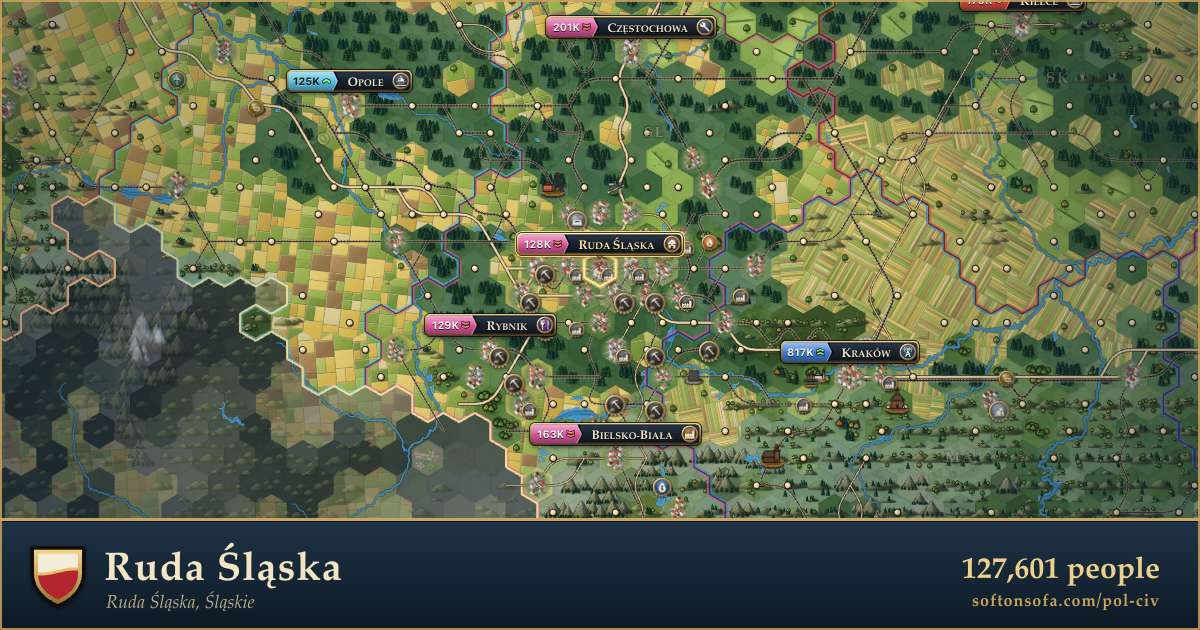 201K CZĘSTOCHOWA
125K OPOLE
128K RUDA ŚLĄSKA
129K RYBNIK
817K KRAKÓW
163K BIELSKO-BIAŁA
Ruda Śląska
Ruda Śląska, Śląskie
127,601 people
softonsofa.com/pol-civ